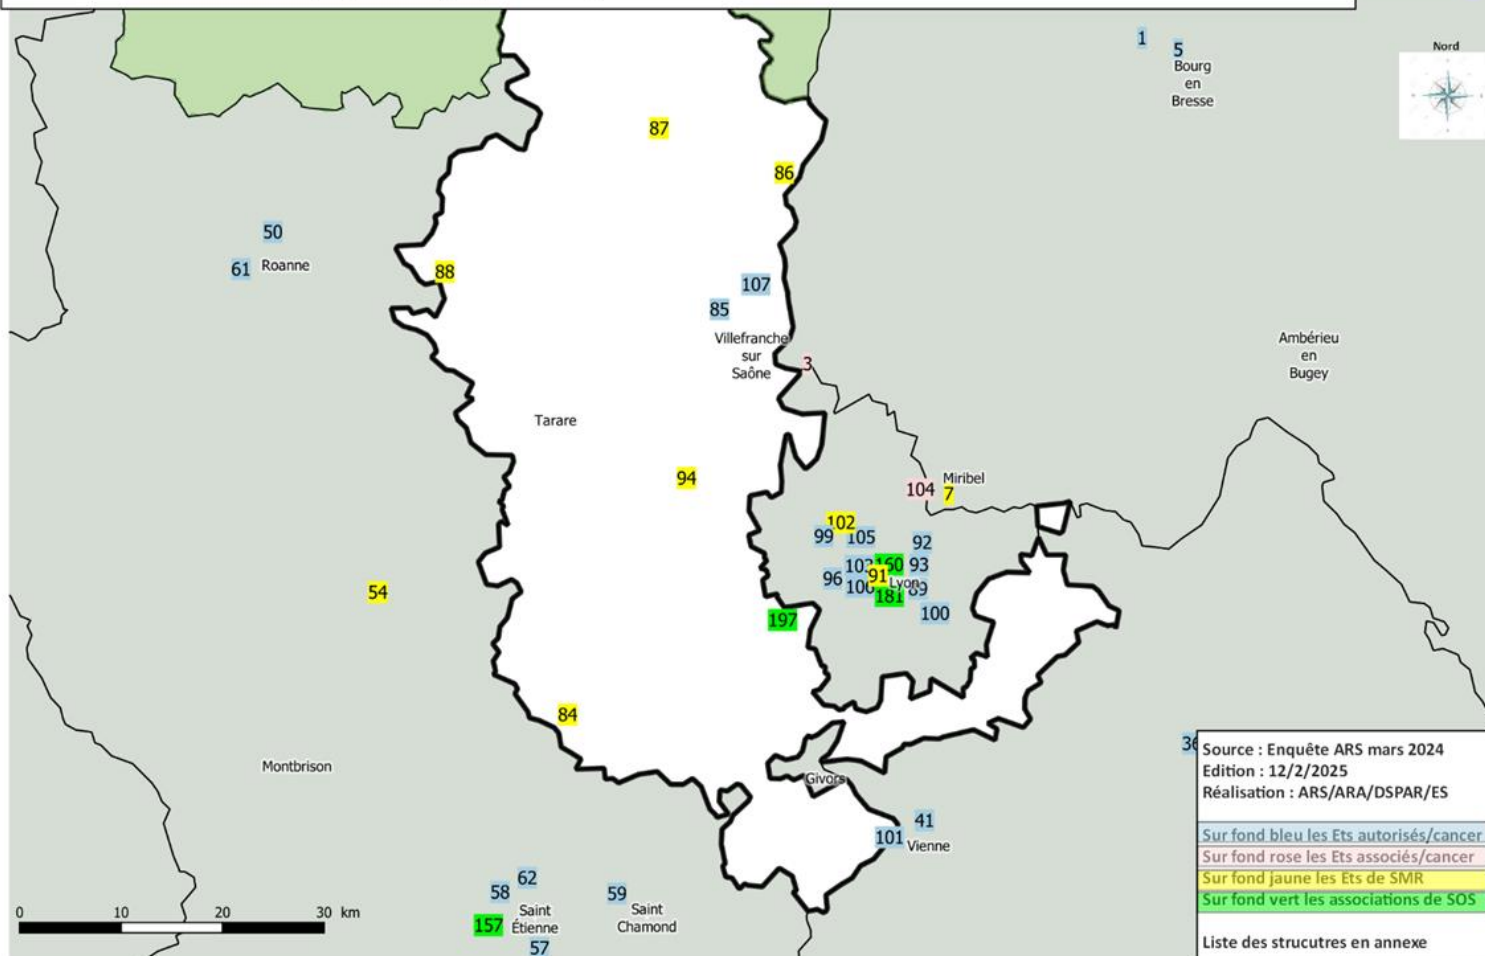 1
5
Bourg
en
Bresse
Nord
87
86
50
61
Roanne
88
107
85
Villefranche
sur
Saône
3
Ambérieu
en
Bugey
Tarare
94
104
Miribel
7
102
99
105
92
103
160
93
96
91
Lyon
106
89
181
100
54
197
84
36
Montbrison
Givors
41
101
Vienne
62
58
59
Saint
Étienne
Saint
Chamond
157
57
0 10 20 30 km
Source : Enquête ARS mars 2024
Edition : 12/2/2025
Réalisation : ARS/ARA/DSPAR/ES
Sur fond bleu les Ets autorisés/cancer
Sur fond rose les Ets associés/cancer
Sur fond jaune les Ets de SMR
Sur fond vert les associations de SOS
Liste des strucutres en annexe